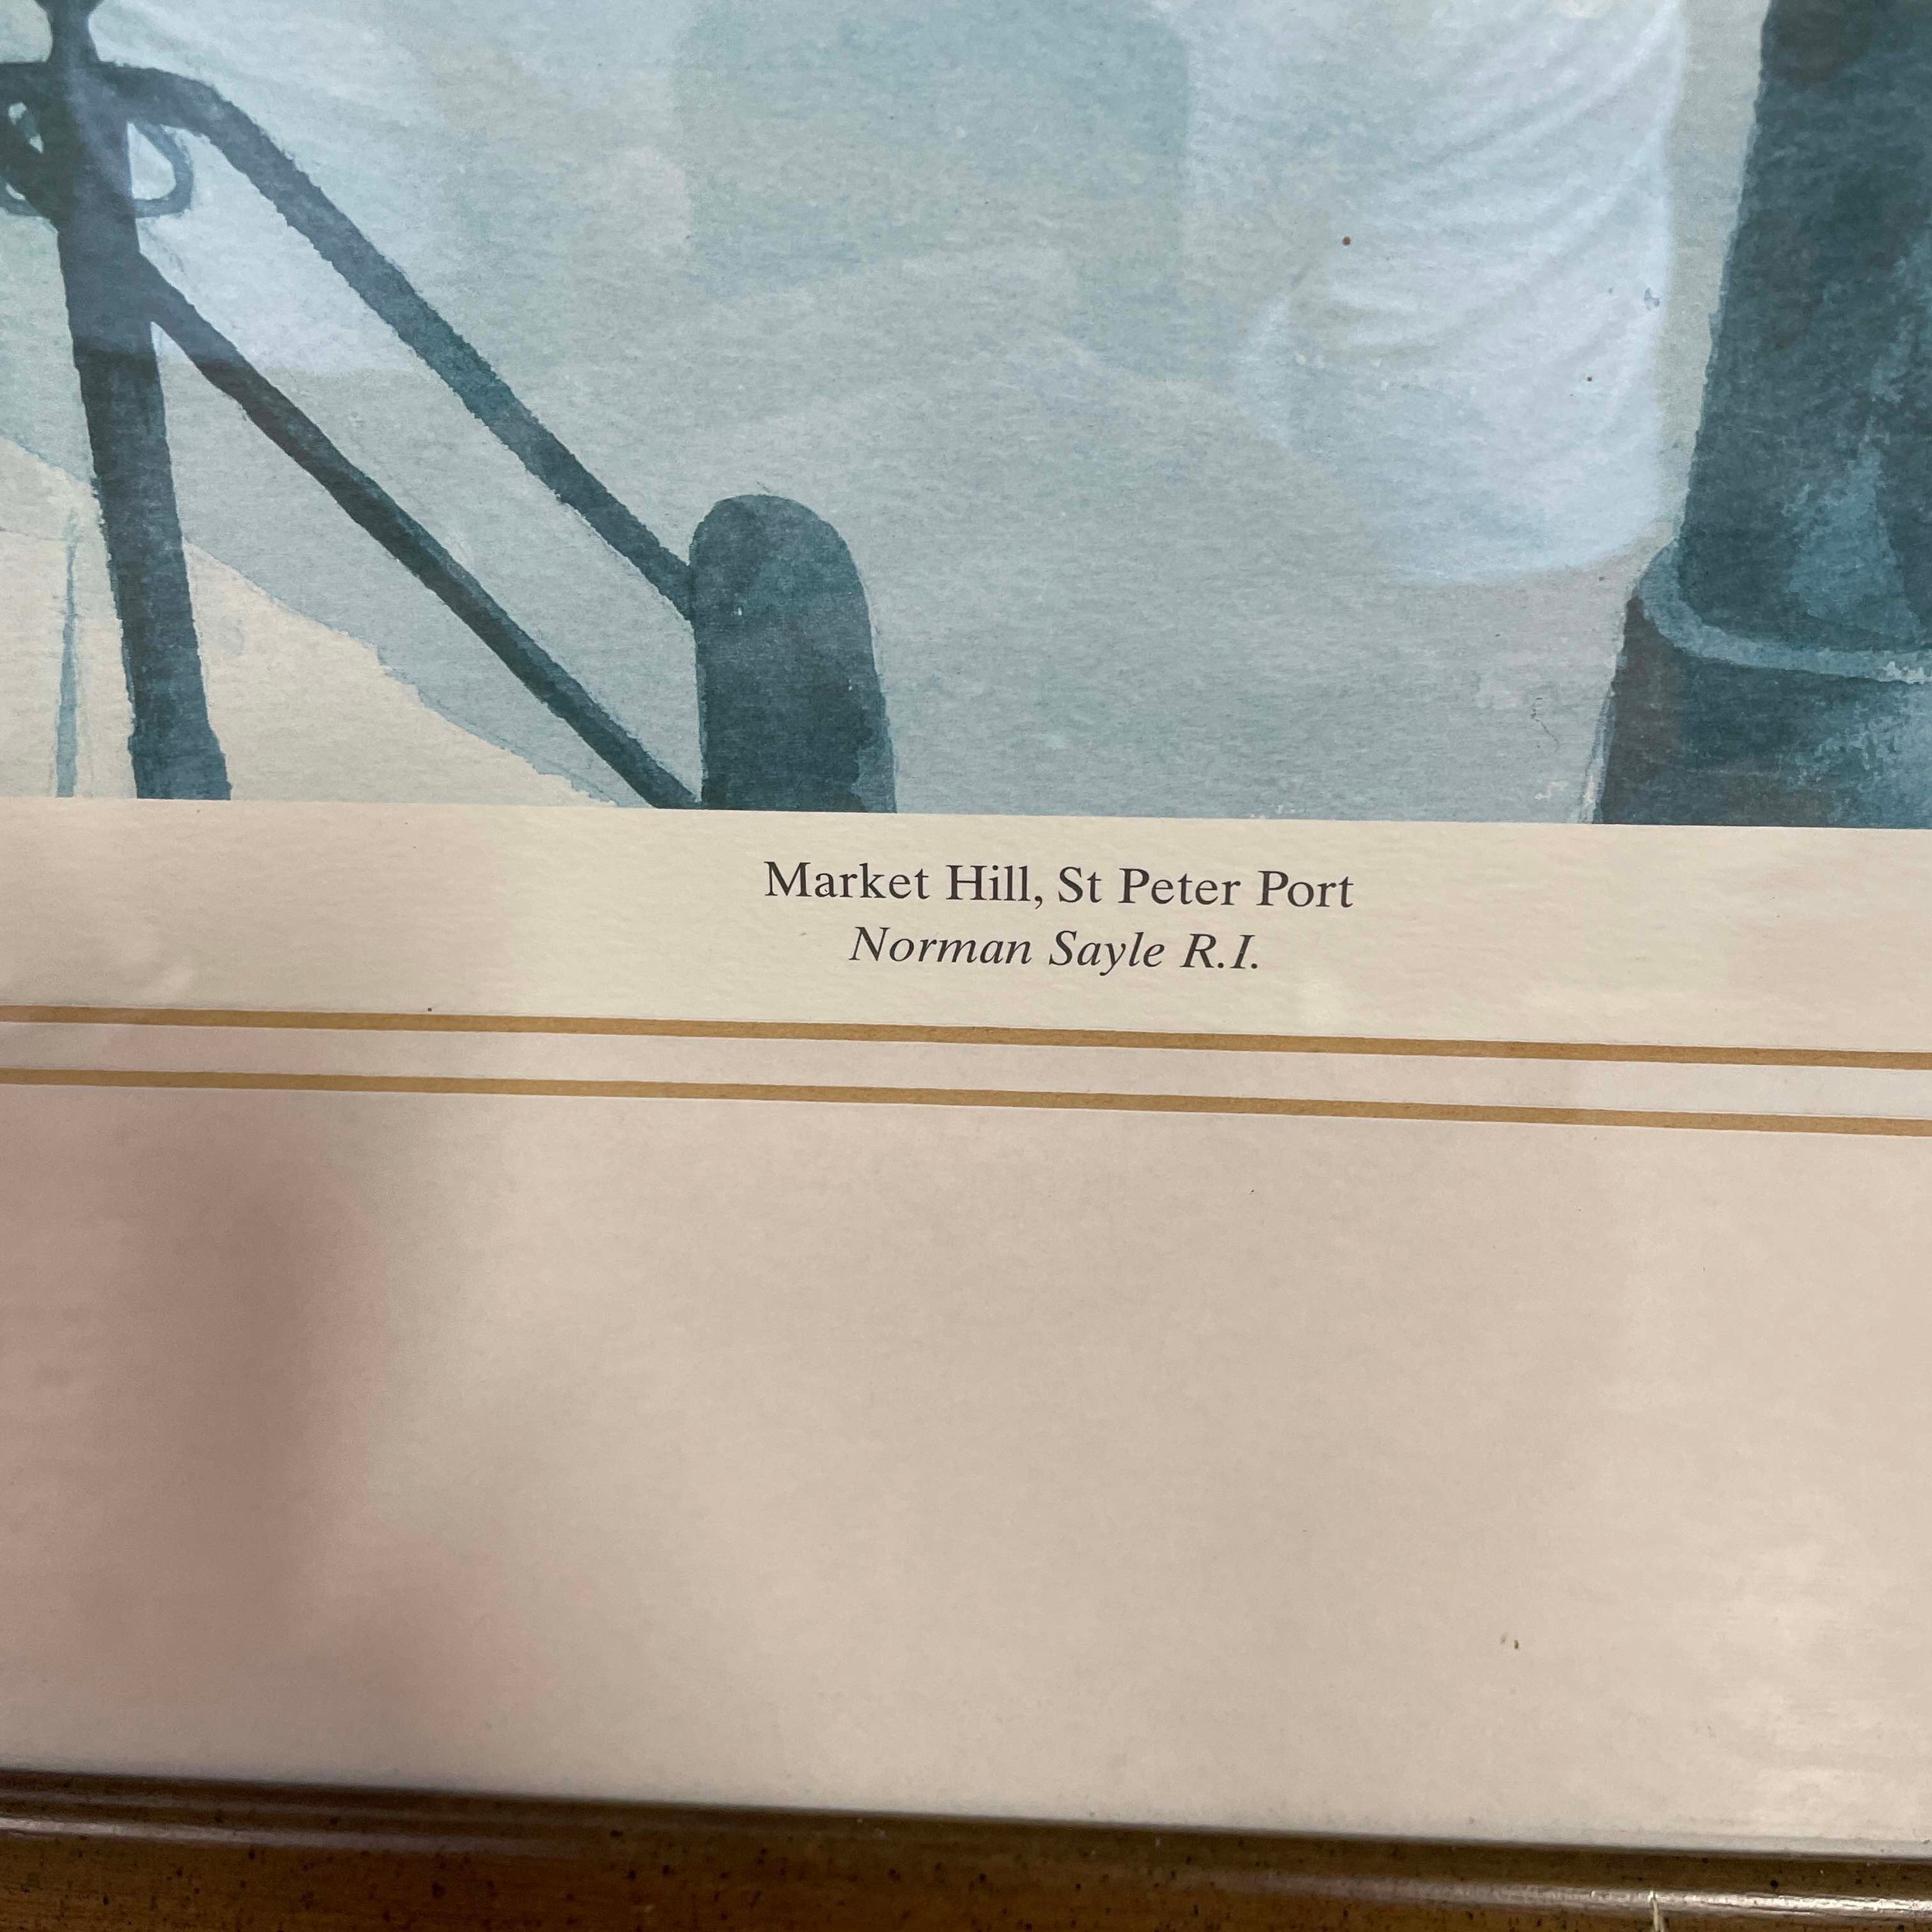 Market Hill, St Peter Port
Norman Sayle R.I.